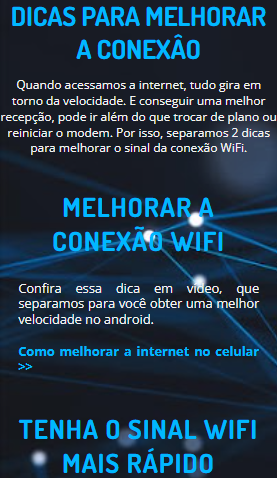 DICAS PARA MELHORAR
A CONEXÃO
Quando acessamos a internet, tudo gira em
torno da velocidade. E conseguir uma melhor
recepção, pode ir além do que trocar de plano ou
reiniciar o modem. Por isso, separamos 2 dicas
para melhorar o sinal da conexão WiFi.
MELHORAR A
CONEXÃO WIFI
Confira essa dica em vídeo, que
separamos para você obter uma melhor
velocidade no android.
Como melhorar a internet no celular
>>
TENHA O SINAL WIFI
MAIS RÁPIDO